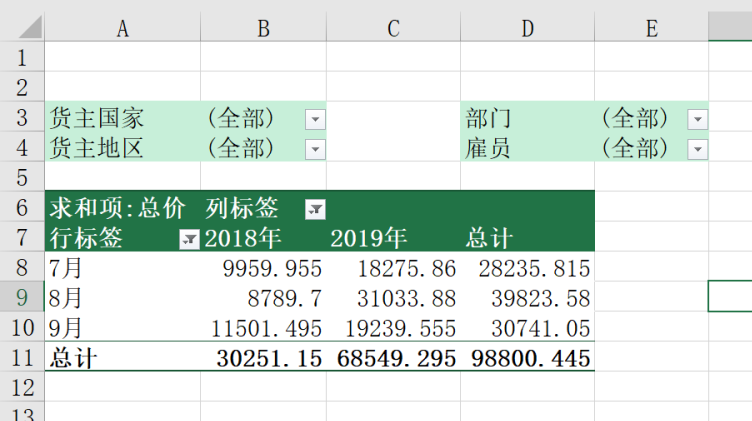 A B C D E
1
2
3 货主国家 (全部) 部门 (全部)
4 货主地区 (全部) 雇员 (全部)
5
6 求和项:总价 列标签
7 行标签 2018年 2019年 总计
8 7月 9959.955 18275.86 28235.815
9 8月 8789.7 31033.88 39823.58
10 9月 11501.495 19239.555 30741.05
11 总计 30251.15 68549.295 98800.445
12
13